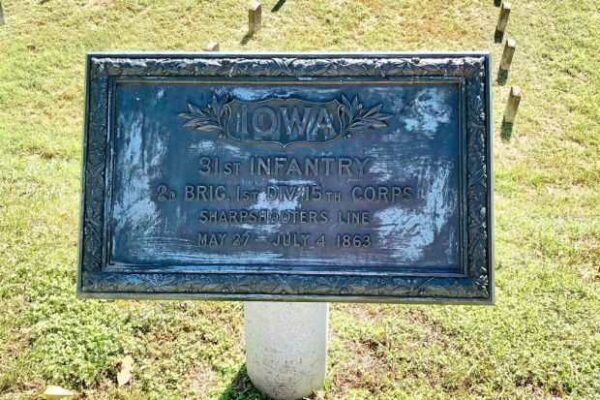 IOWA
31ST INFANTRY
2D BRIG. 1ST DIV. 15TH CORPS
SHARPSHOOTERS LINE
MAY 27 - JULY 4 1863